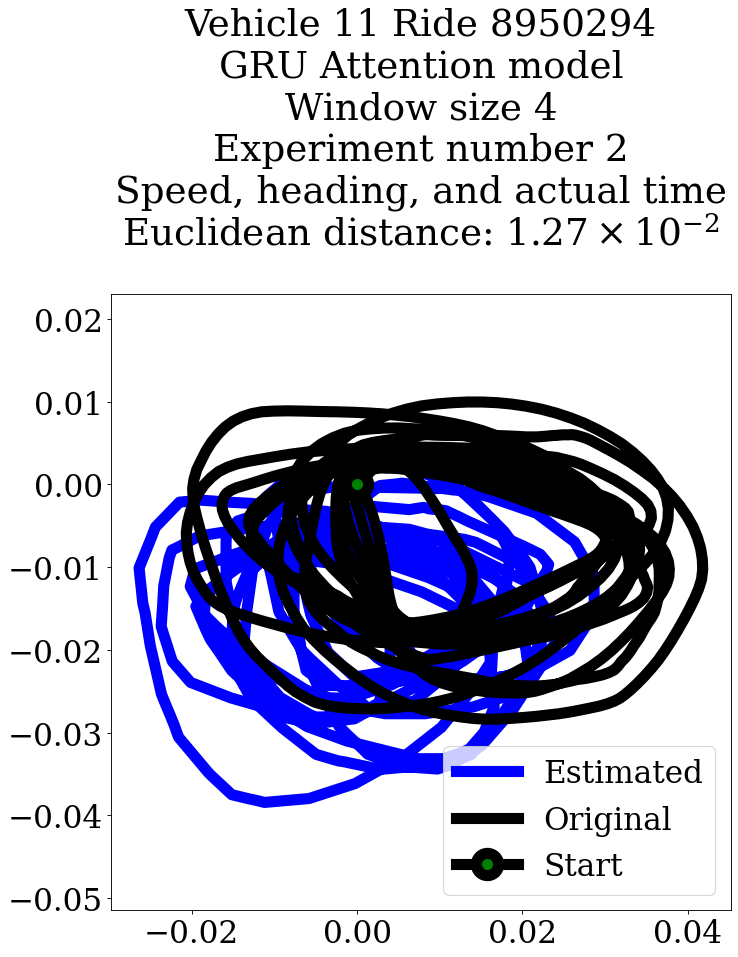 Vehicle 11 Ride 8950294
GRU Attention model
Window size 4
Experiment number 2
Speed, heading, and actual time
Euclidean distance: 1.27 × 10⁻²
0.02
0.01
0.00
−0.01
−0.02
−0.03
−0.04
−0.05
−0.02
0.00
0.02
0.04
Estimated
Original
Start